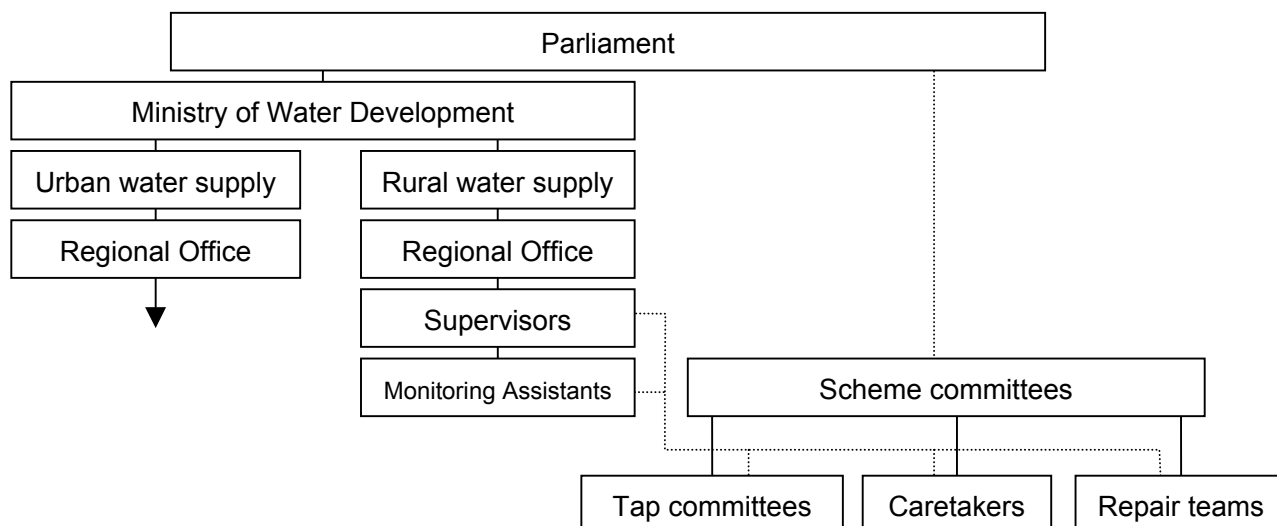 Parliament
Ministry of Water Development
Urban water supply
Rural water supply
Regional Office
Regional Office
Supervisors
Monitoring Assistants
Scheme committees
Tap committees
Caretakers
Repair teams